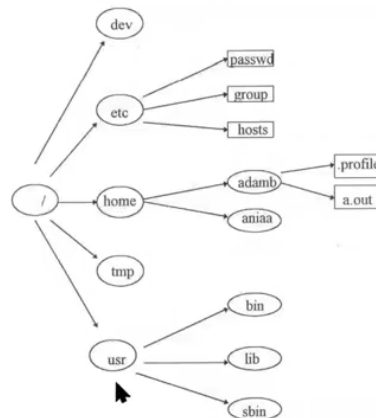 dev
etc
passwd
group
hosts
/
home
adamb
.profile
a.out
aniaa
tmp
usr
bin
lib
sbin